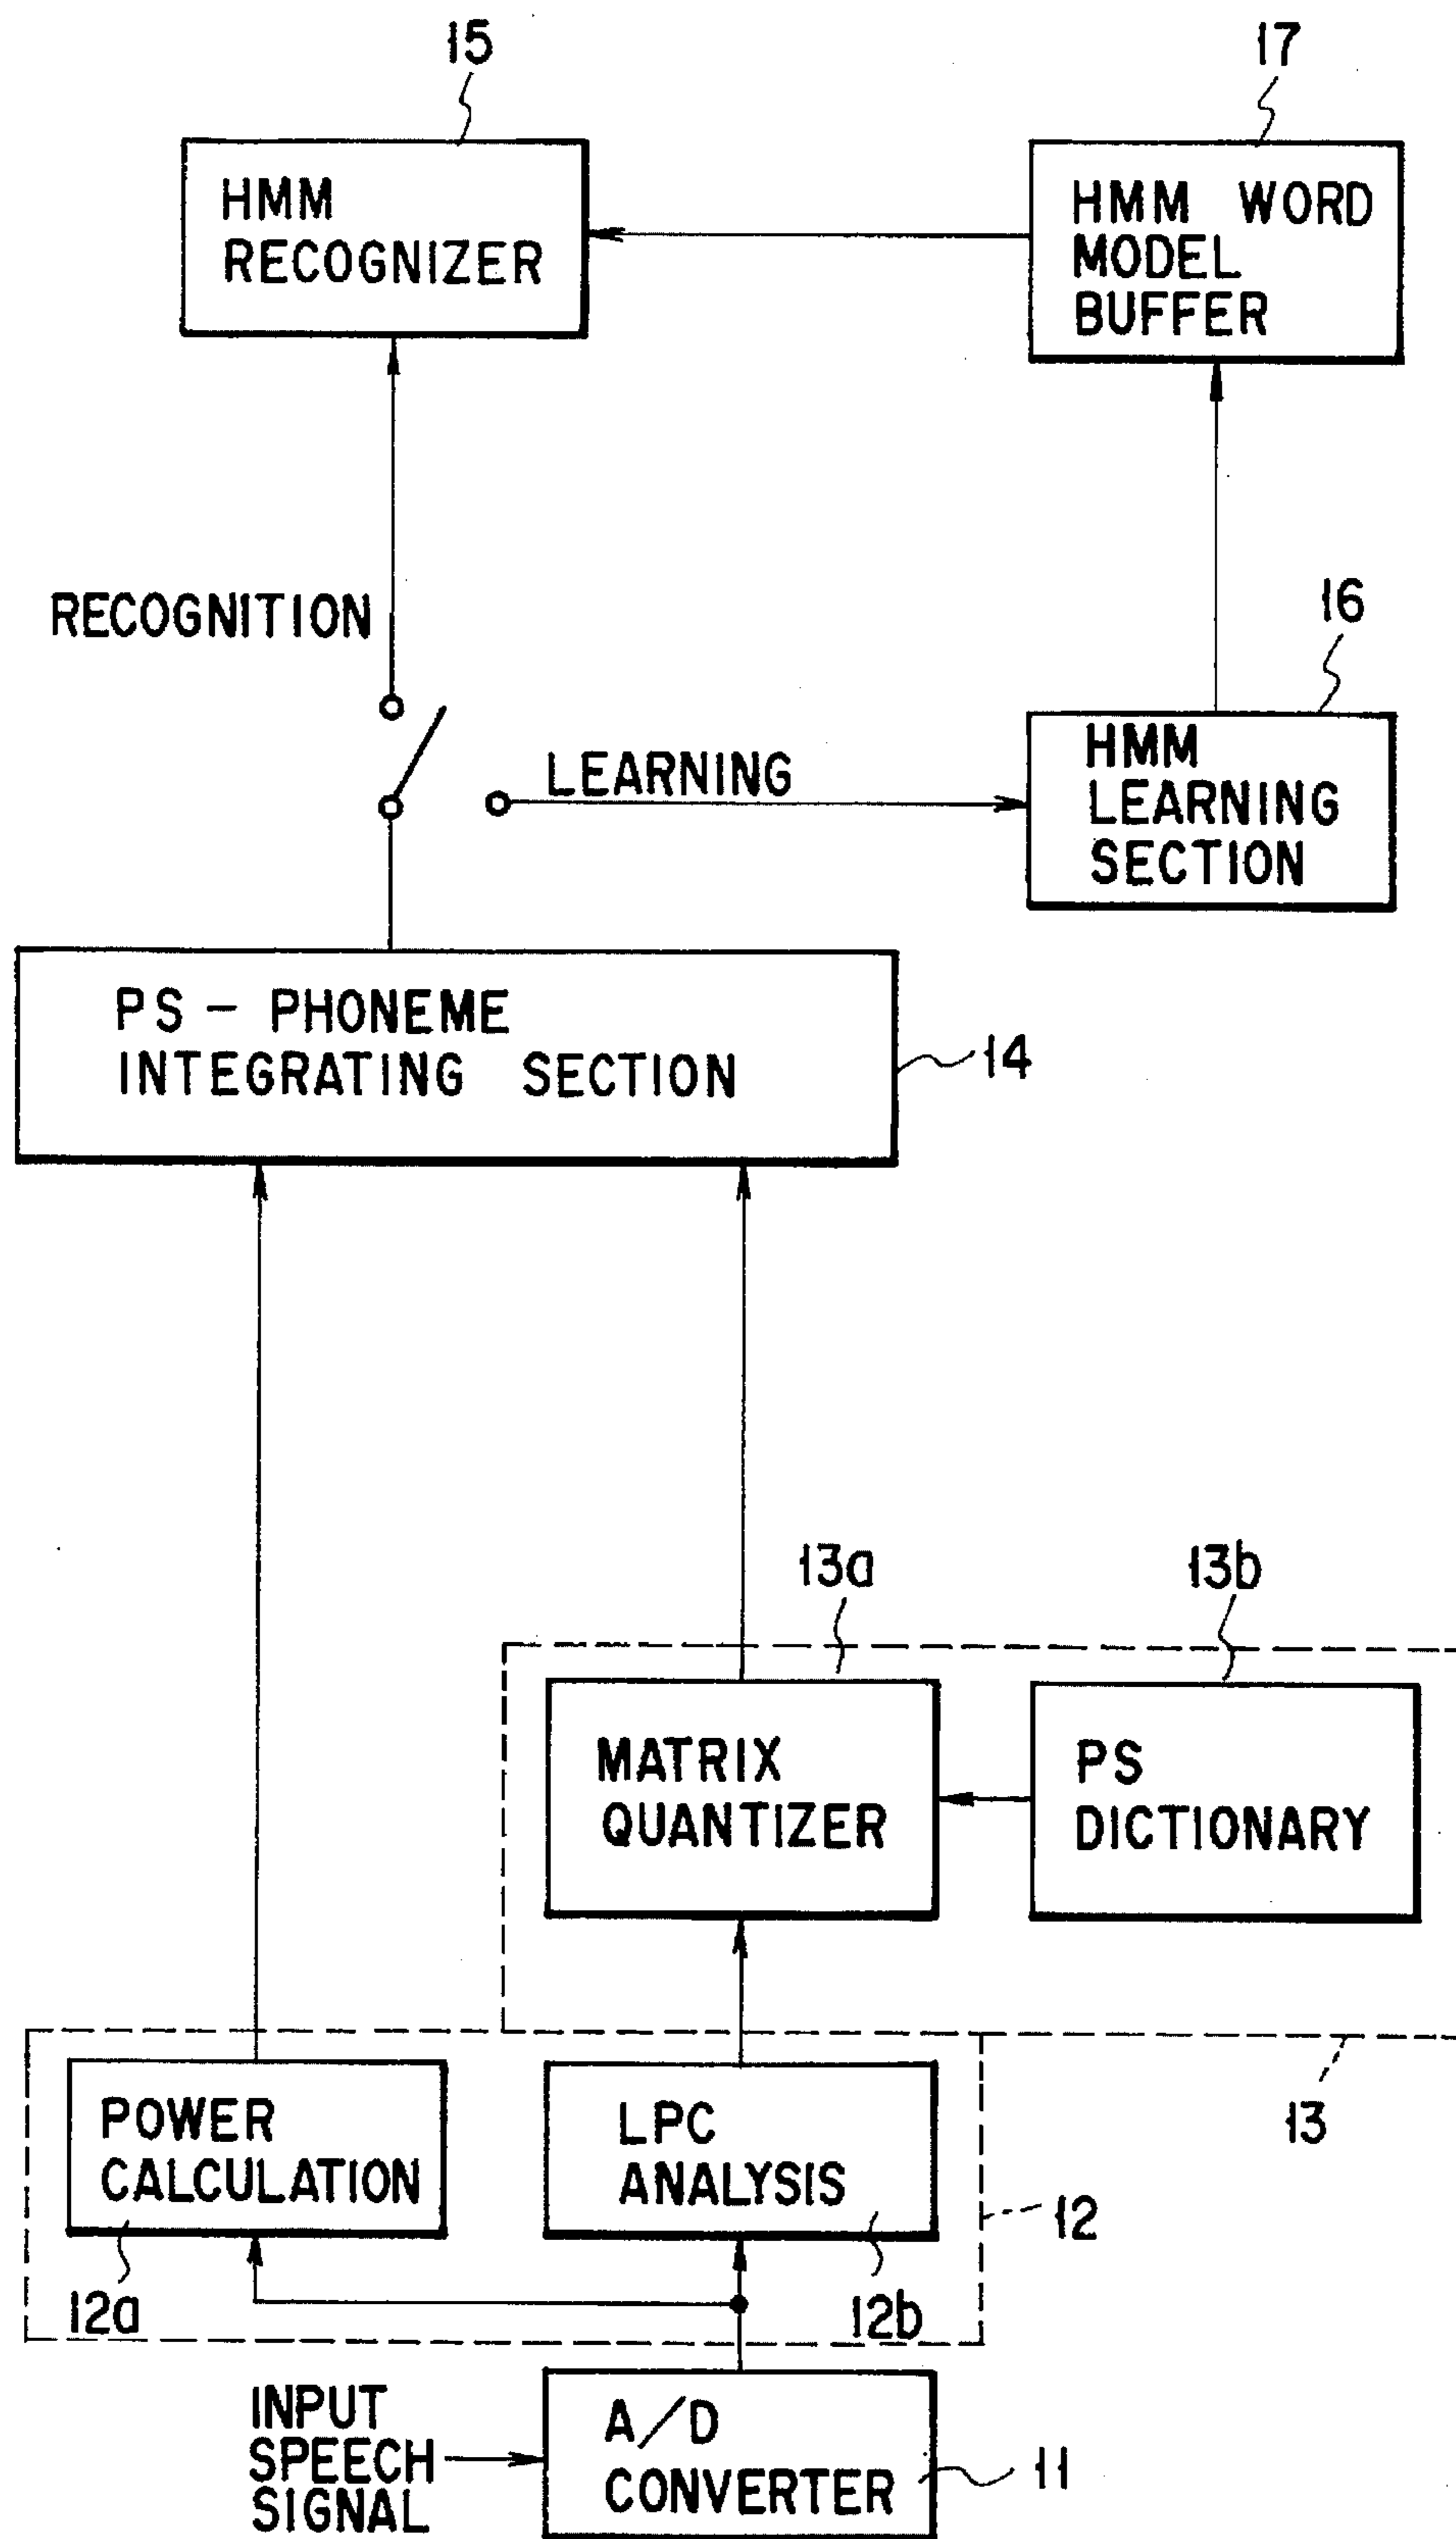 15
17
HMM
RECOGNIZER
HMM WORD
MODEL
BUFFER
RECOGNITION
16
LEARNING
HMM
LEARNING
SECTION
PS - PHONEME
INTEGRATING SECTION
14
13a
13b
MATRIX
QUANTIZER
PS
DICTIONARY
13
POWER
CALCULATION
LPC
ANALYSIS
12
12a
12b
INPUT
SPEECH
SIGNAL
A/D
CONVERTER
11